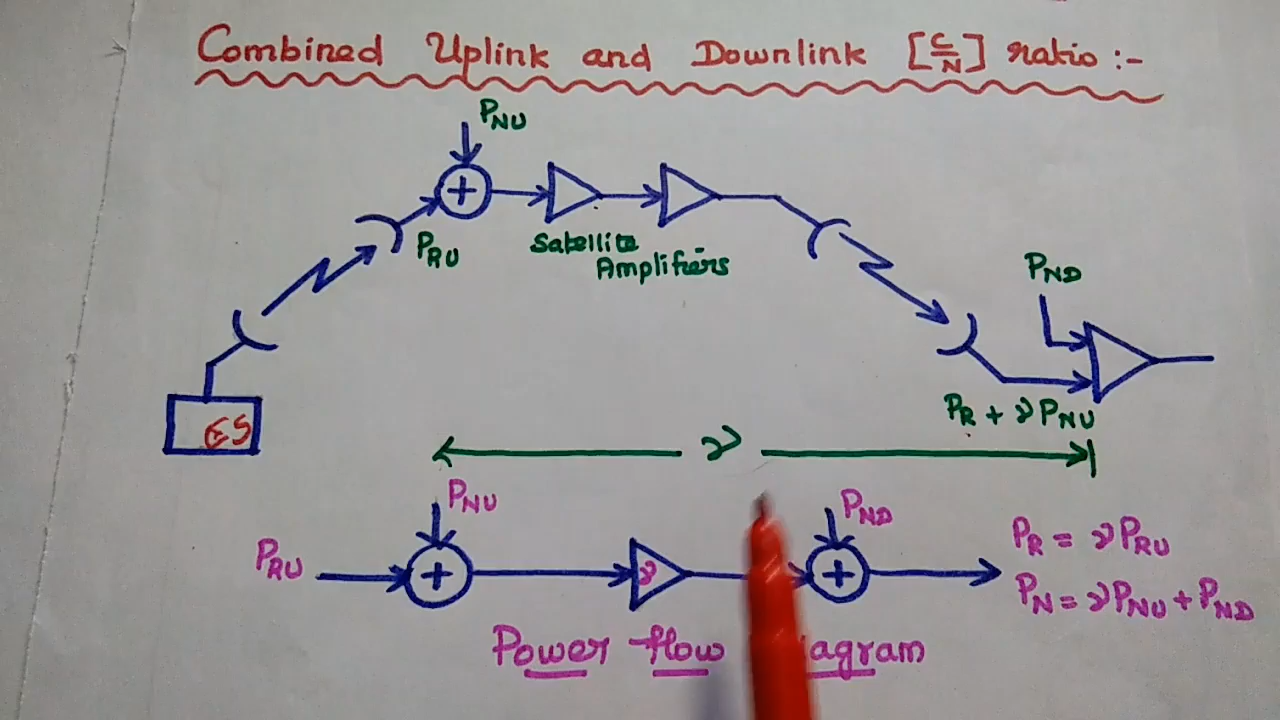 Combined Uplink and Downlink [C/N] ratio :-
PNU
PRU
Satellite
Amplifiers
PND
ES
PR + γPNU
γ
PNU
PND
PRU
γ
PR = γPRU
PN = γPNU + PND
Power flow agram